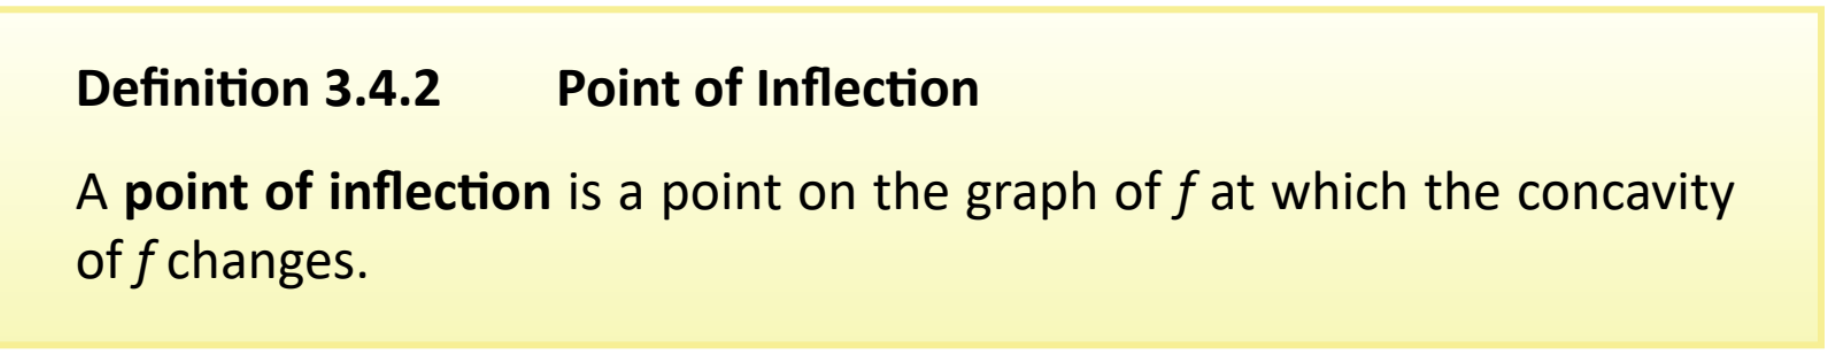 Definition 3.4.2 Point of Inflection
A point of inflection is a point on the graph of f at which the concavity
of f changes.